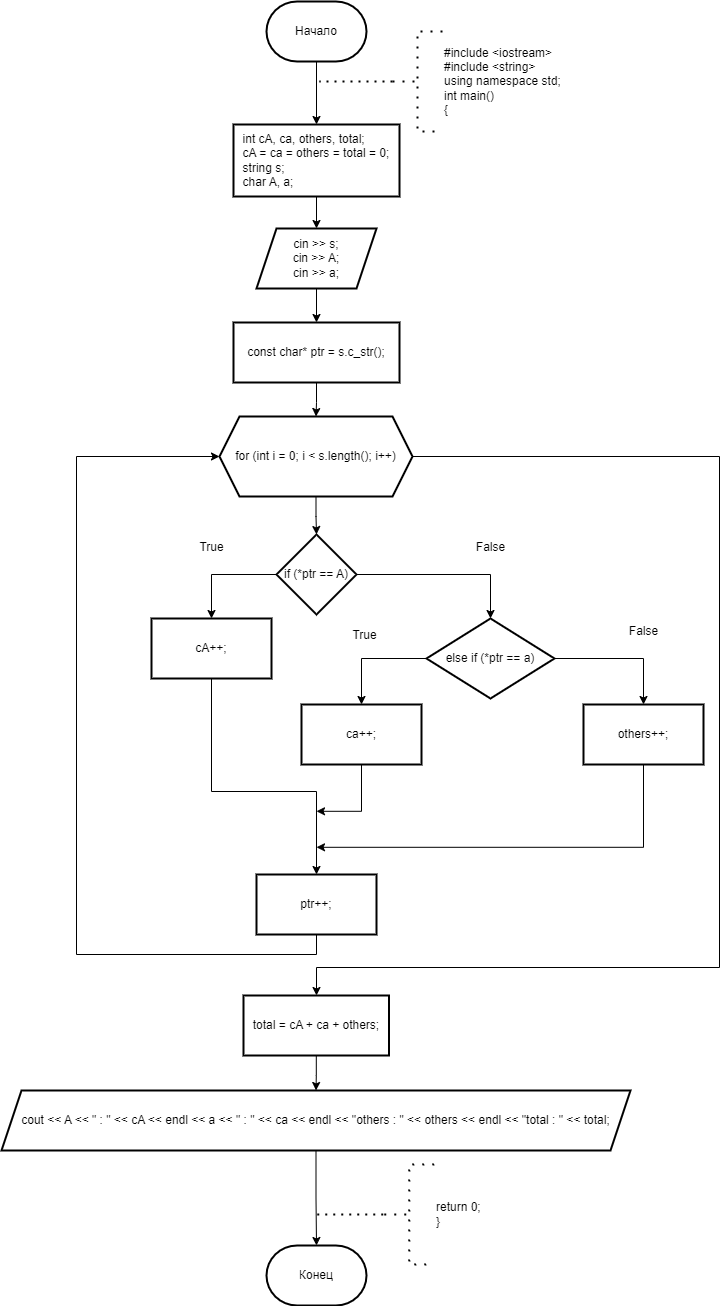 Начало
#include <iostream>
#include <string>
using namespace std;
int main()
{
int cA, ca, others, total;
cA = ca = others = total = 0;
string s;
char A, a;
cin >> s;
cin >> A;
cin >> a;
const char* ptr = s.c_str();
for (int i = 0; i < s.length(); i++)
True
False
if (*ptr == A)
cA++;
True
False
else if (*ptr == a)
ca++;
others++;
ptr++;
total = cA + ca + others;
cout << A << " : " << cA << endl << a << " : " << ca << endl << "others : " << others << endl << "total : " << total;
return 0;
}
Конец